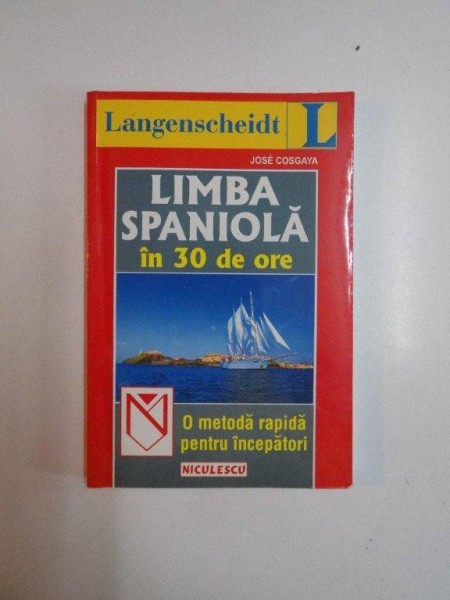 Langenscheidt L
JOSÉ COSGAYA
LIMBA
SPANIOLĂ
în 30 de ore
O metodă rapidă
pentru începători
NICULESCU